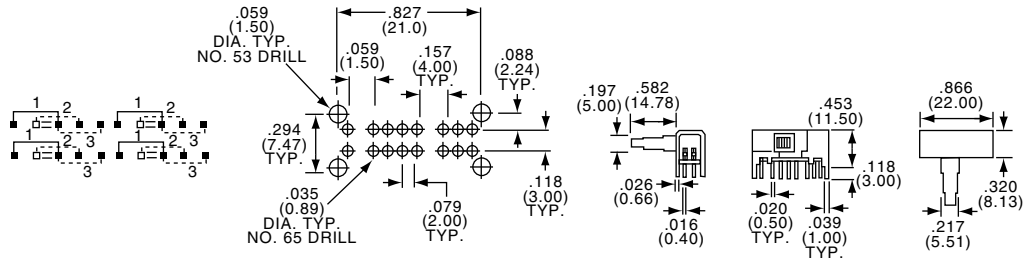 1 2 3
1 2 3
1 2 3
1 2 3
.059
(1.50)
DIA. TYP.
NO. 53 DRILL
.827
(21.0)
.059
(1.50)
.157
(4.00)
TYP.
.088
(2.24)
TYP.
.294
(7.47)
TYP.
.035
(0.89)
DIA. TYP.
NO. 65 DRILL
.079
(2.00)
TYP.
.118
(3.00)
TYP.
.197
(5.00)
.582
(14.78)
.026
(0.66)
.016
(0.40)
.453
(11.50)
.118
(3.00)
.020
(0.50)
TYP.
.039
(1.00)
TYP.
.866
(22.00)
.320
(8.13)
.217
(5.51)